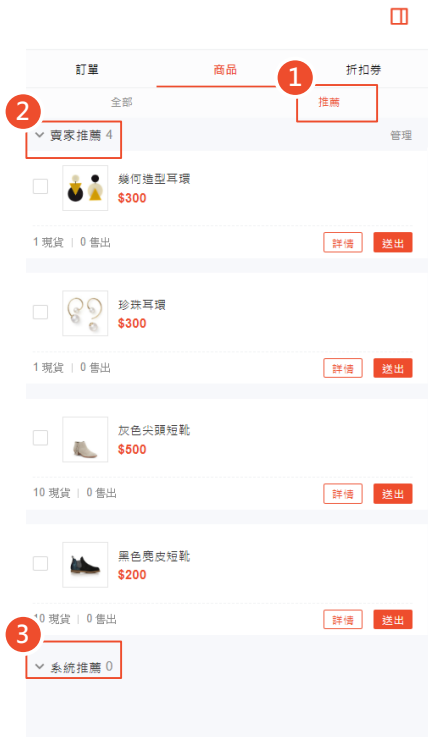 訂單 商品 折扣券
1
全部 推薦
2
賣家推薦 4 管理
幾何造型耳環
$300
1 現貨 | 0 售出 詳情 送出
珍珠耳環
$300
1 現貨 | 0 售出 詳情 送出
灰色尖頭短靴
$500
10 現貨 | 0 售出 詳情 送出
黑色麂皮短靴
$200
10 現貨 | 0 售出 詳情 送出
3
系統推薦 0